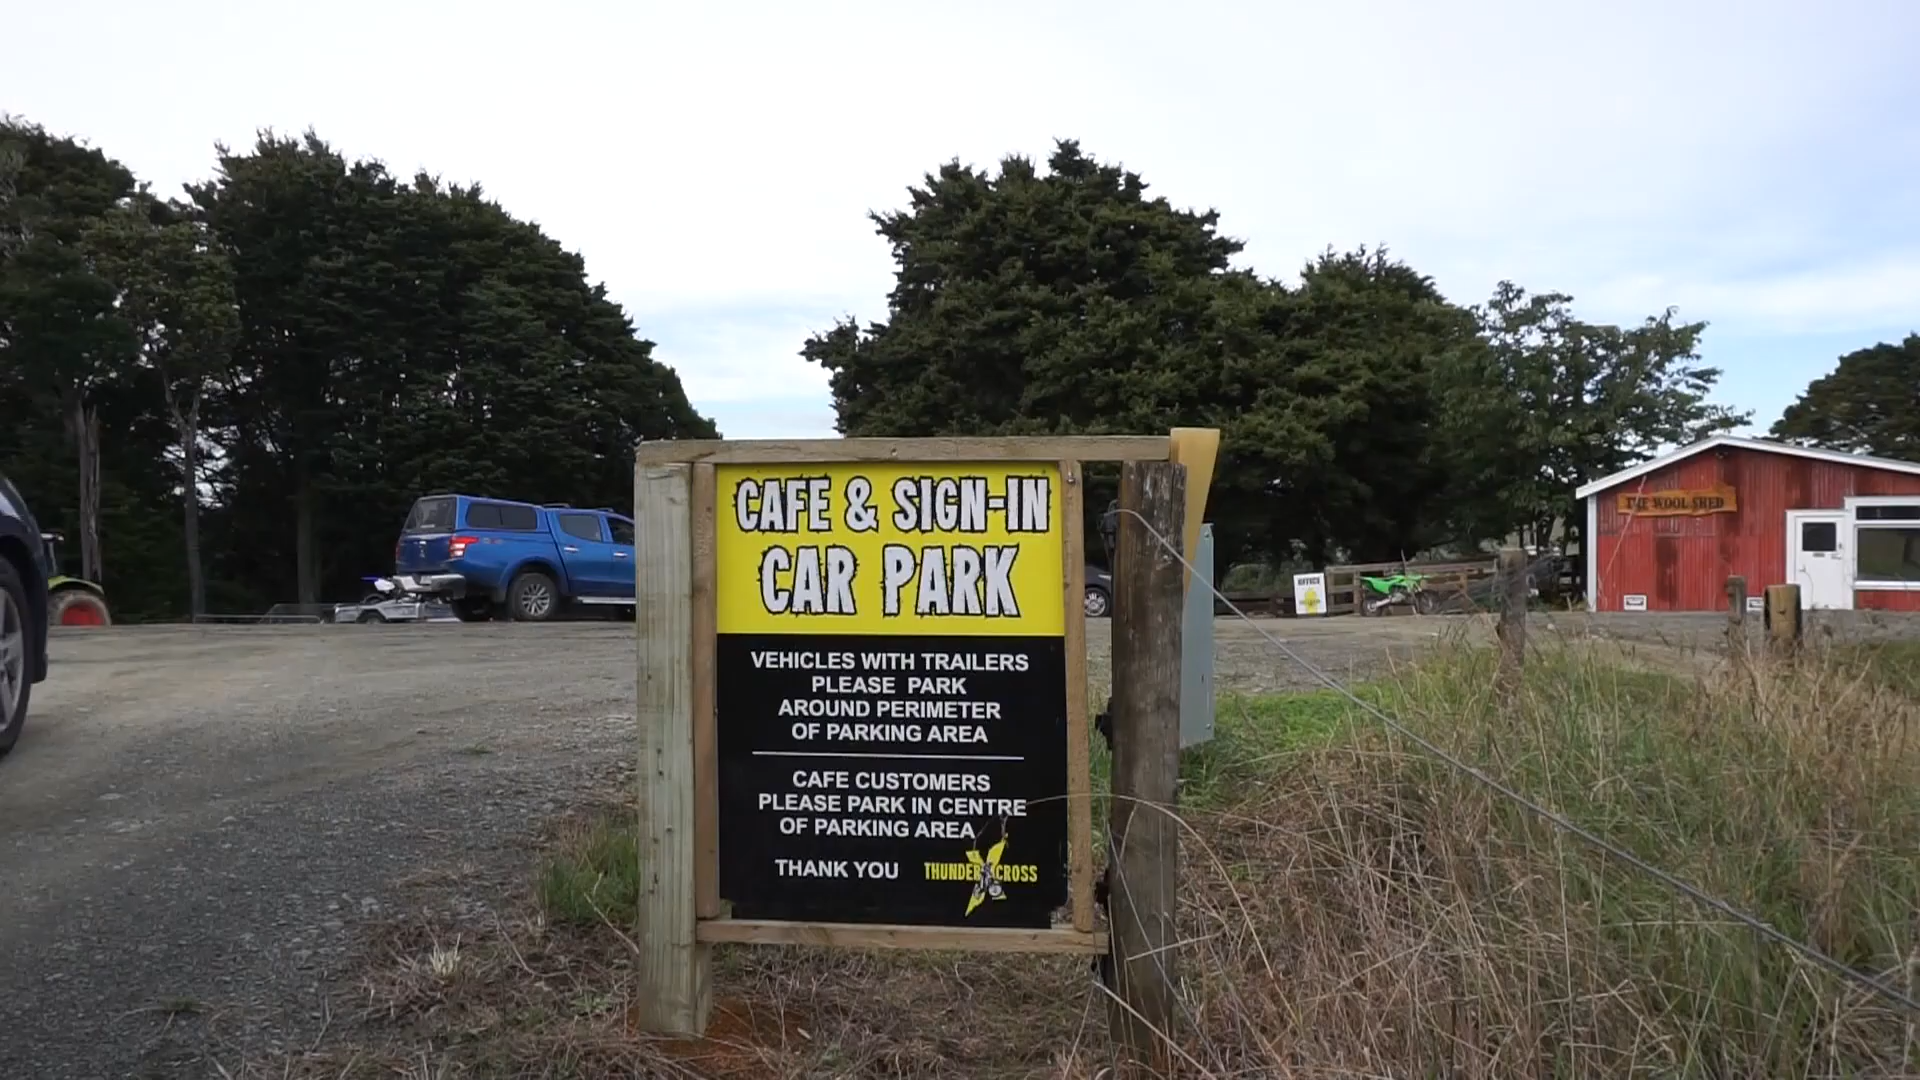 CAFE & SIGN-IN
CAR PARK
VEHICLES WITH TRAILERS
PLEASE PARK
AROUND PERIMETER
OF PARKING AREA
CAFE CUSTOMERS
PLEASE PARK IN CENTRE
OF PARKING AREA
THANK YOU
THUNDER CROSS
OFFICE
THE WOOL SHED